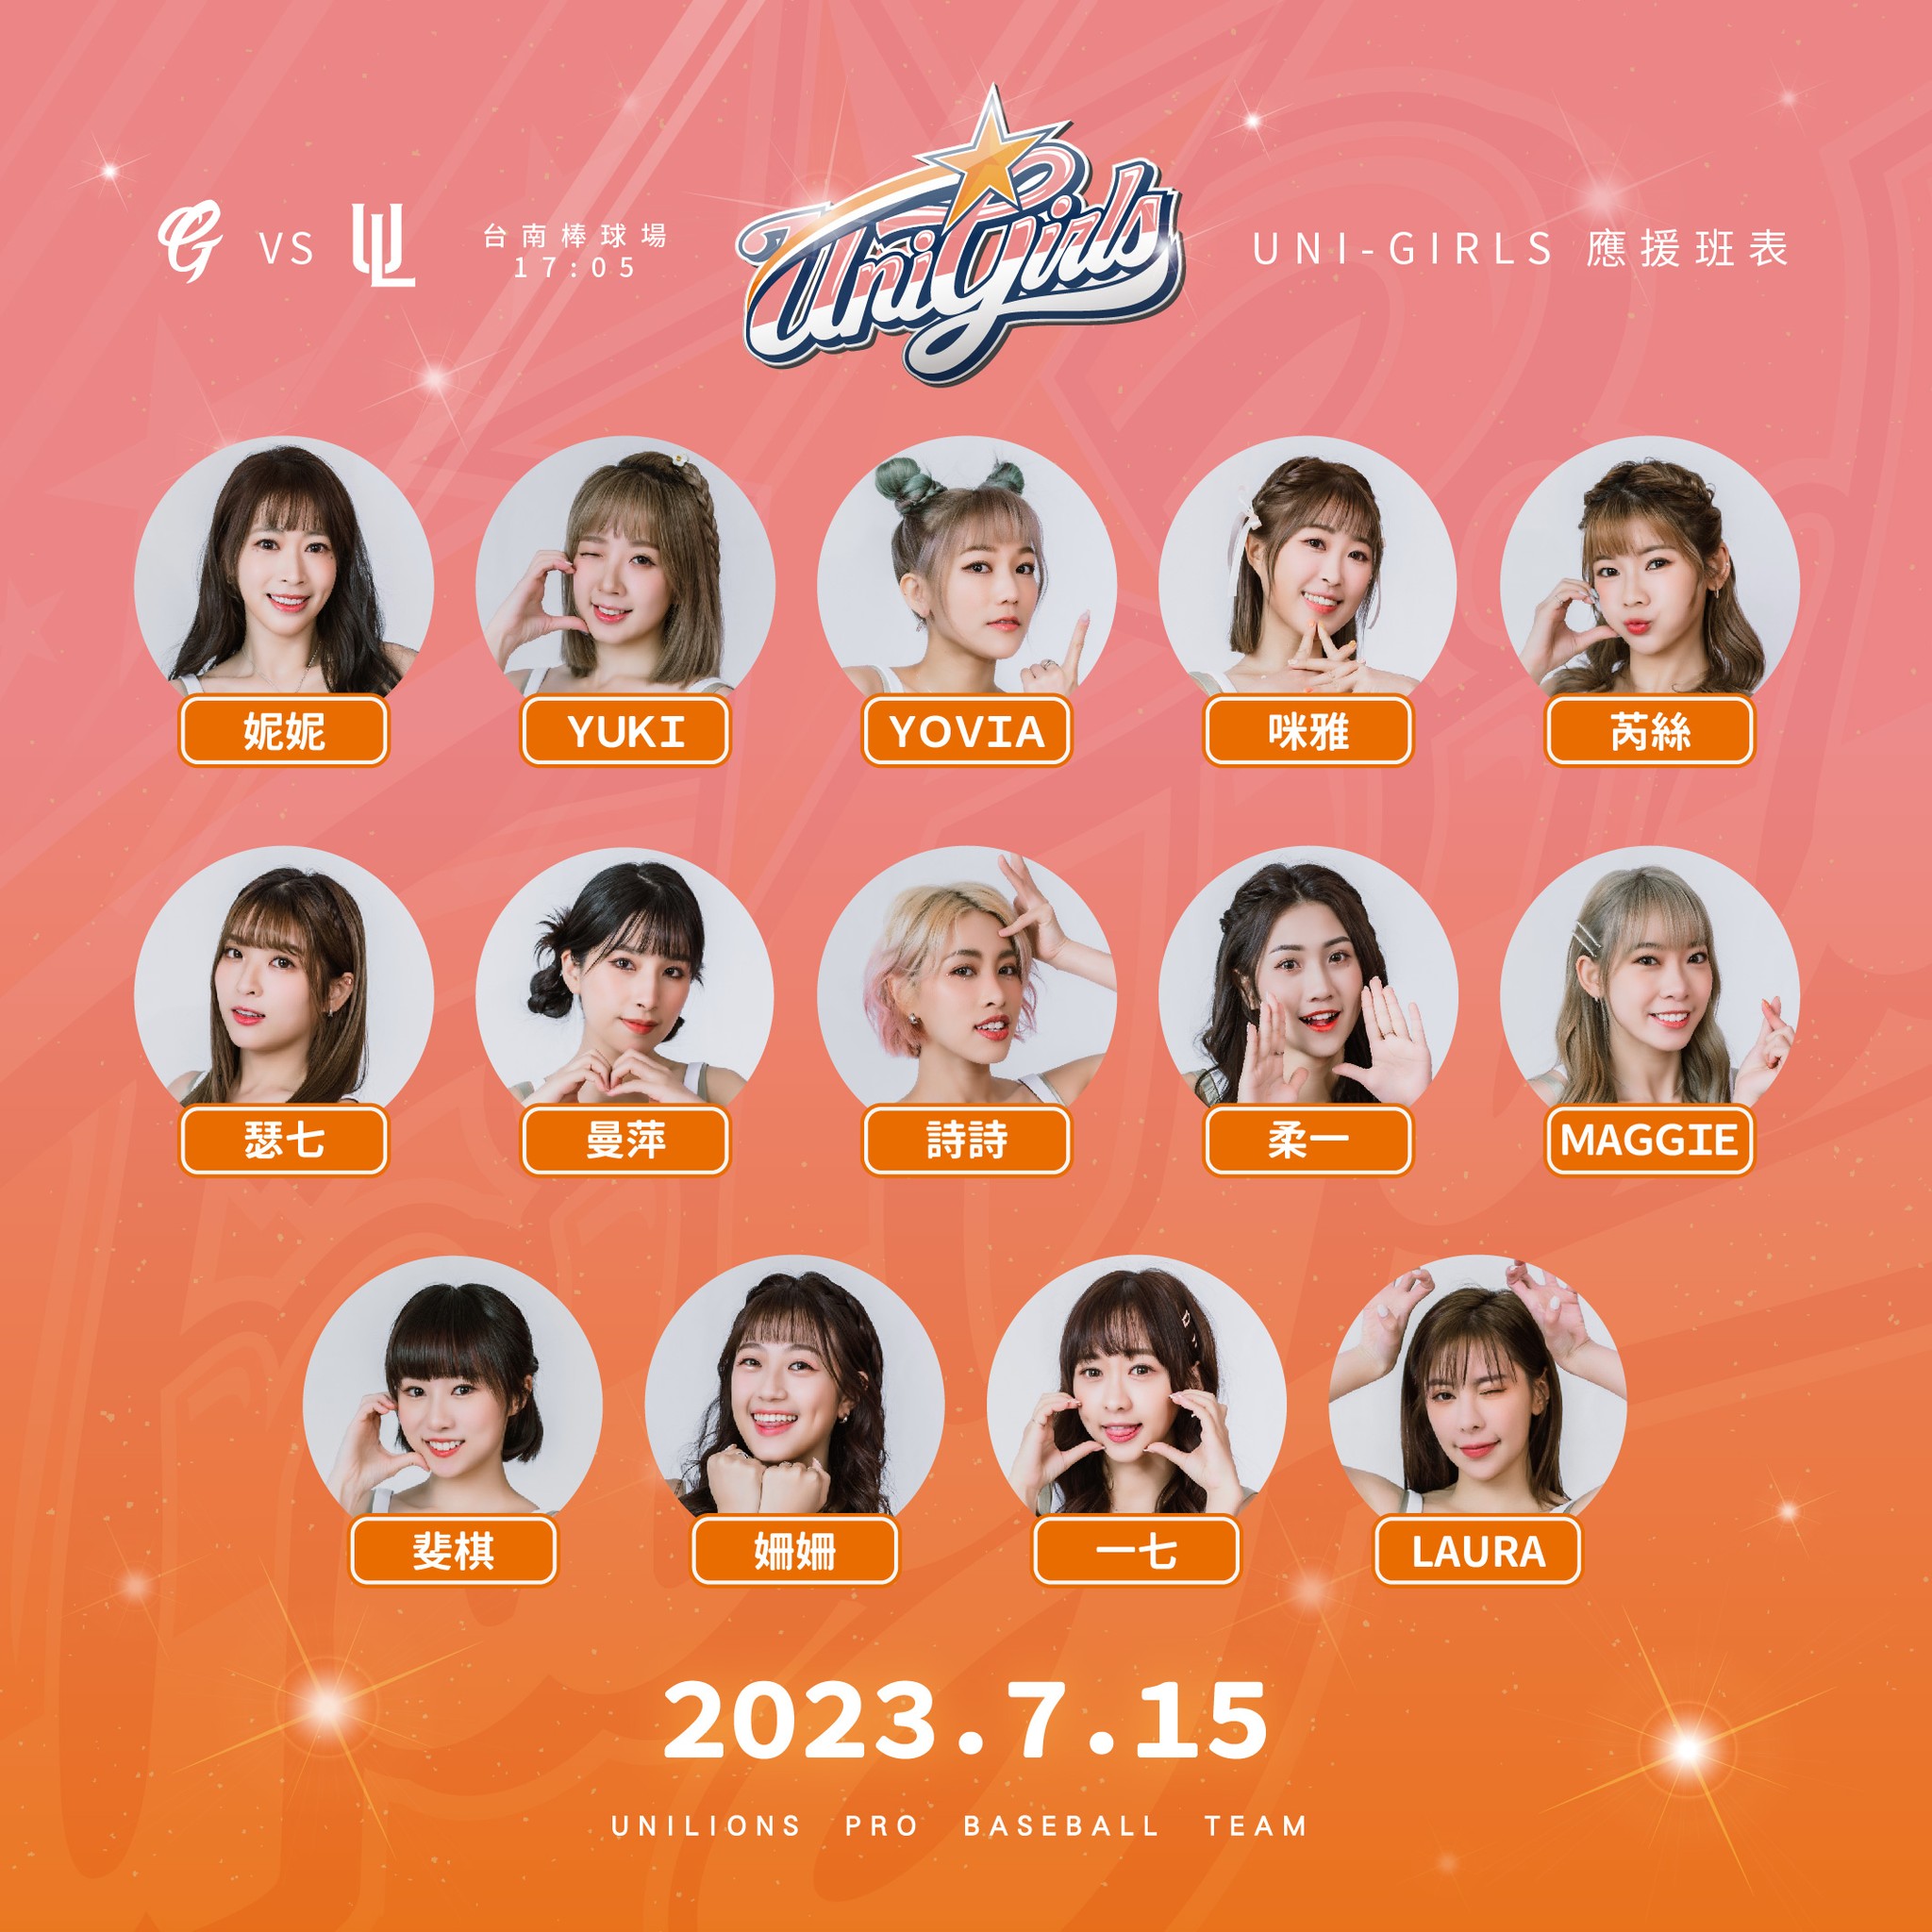 G VS UL
台南棒球場
17:05
UniGirls
UNI-GIRLS 應援班表
妮妮
YUKI
YOVIA
咪雅
芮絲
瑟七
曼萍
詩詩
柔一
MAGGIE
斐棋
姍姍
一七
LAURA
2023.7.15
UNILIONS PRO BASEBALL TEAM